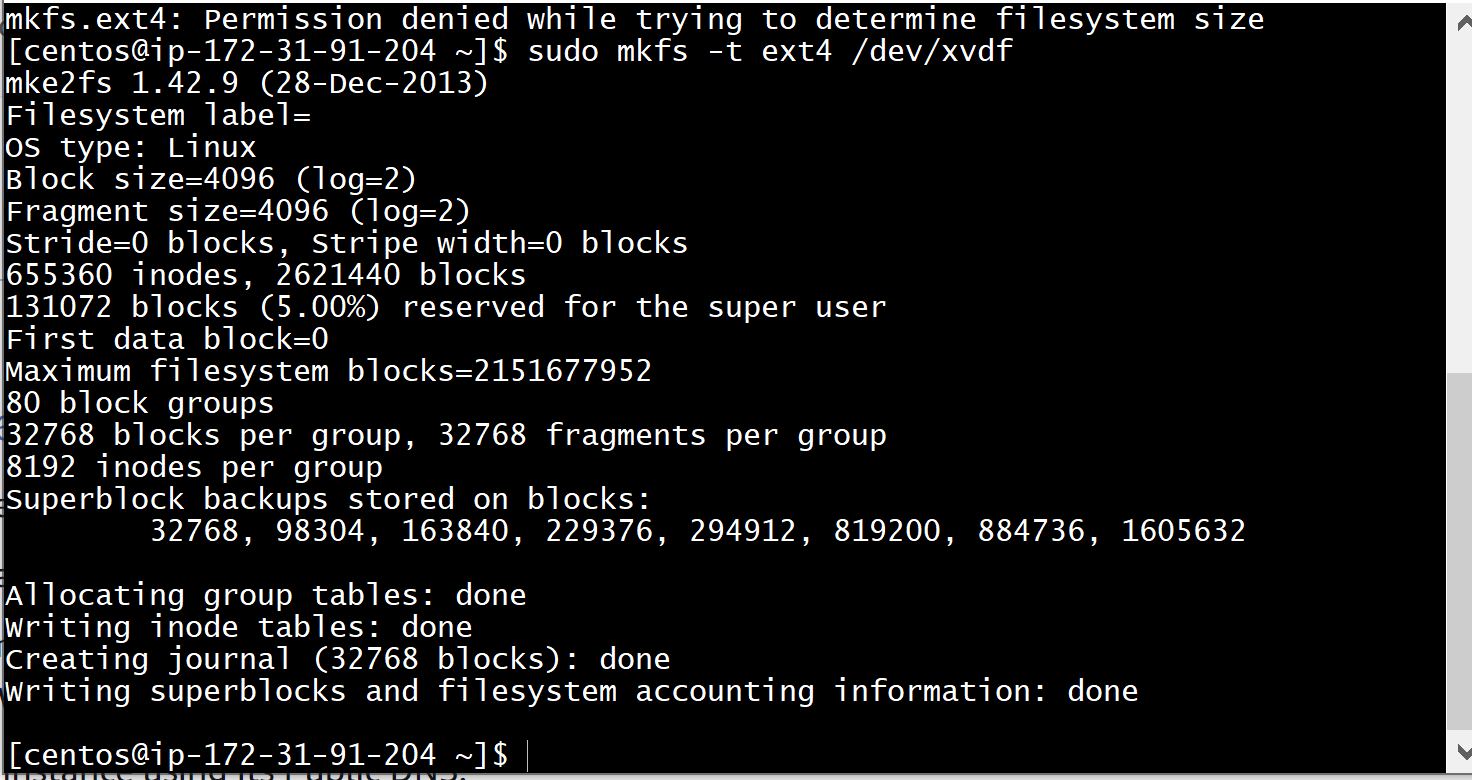 mkfs.ext4: Permission denied while trying to determine filesystem size
[centos@ip-172-31-91-204 ~]$ sudo mkfs -t ext4 /dev/xvdf
mke2fs 1.42.9 (28-Dec-2013)
Filesystem label=
OS type: Linux
Block size=4096 (log=2)
Fragment size=4096 (log=2)
Stride=0 blocks, Stripe width=0 blocks
655360 inodes, 2621440 blocks
131072 blocks (5.00%) reserved for the super user
First data block=0
Maximum filesystem blocks=2151677952
80 block groups
32768 blocks per group, 32768 fragments per group
8192 inodes per group
Superblock backups stored on blocks:
        32768, 98304, 163840, 229376, 294912, 819200, 884736, 1605632

Allocating group tables: done
Writing inode tables: done
Creating journal (32768 blocks): done
Writing superblocks and filesystem accounting information: done

[centos@ip-172-31-91-204 ~]$
instance using its Public DNS.